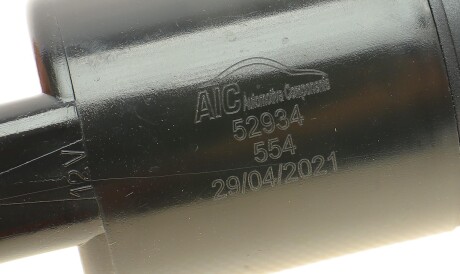 AIC Automotive Components
52934
554
29/04/2021
12V